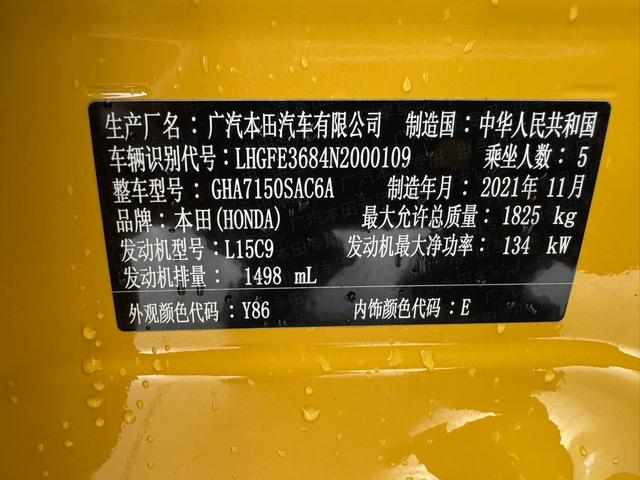 生产厂名：广汽本田汽车有限公司 制造国：中华人民共和国
车辆识别代号：LHGFE3684N2000109 乘坐人数：5
整车型号：GHA7150SAC6A 制造年月：2021年11月
品牌：本田(HONDA) 最大允许总质量：1825 kg
发动机型号：L15C9 发动机最大净功率：134 kW
发动机排量：1498 mL
外观颜色代码：Y86 内饰颜色代码：E